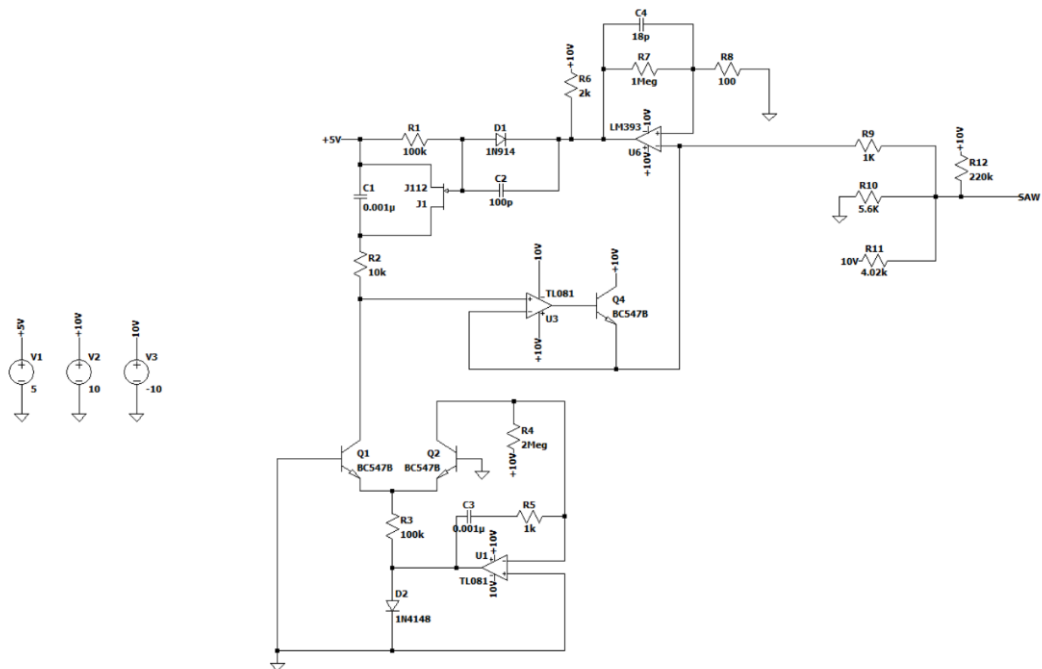 C4
18p
+10V
R7
1Meg
R8
100
R6
2k
+5V
R1
100k
D1
1N914
LM393
10V
+10V
U6
C2
100p
C1
0.001µ
J112
J1
R9
1K
+10V
R12
220k
R10
5.6K
SAW
R11
10V
4.02k
R2
10k
10V
+10V
TL081
U3
+10V
Q4
BC547B
+5V
V1
5
+10V
V2
10
10V
V3
-10
R4
2Meg
+10V
Q1
BC547B
Q2
BC547B
R3
100k
C3
0.001µ
R5
1k
U1
+10V
TL081
10V
D2
1N4148